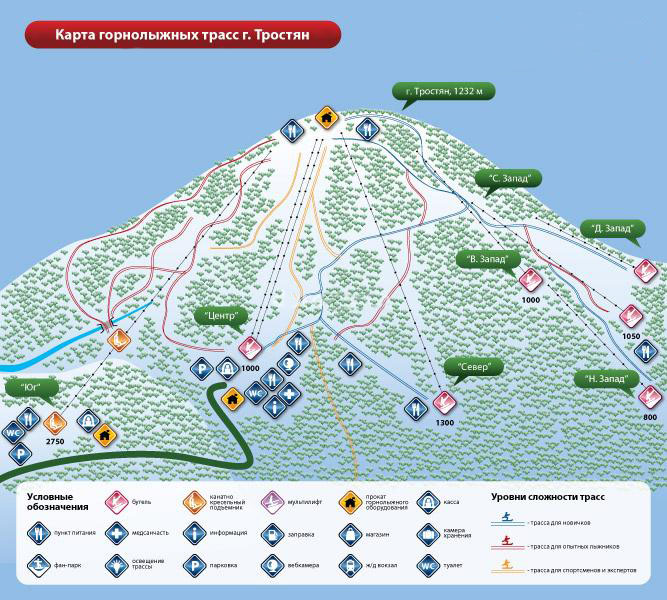 Карта горнолыжных трасс г. Тростян
г. Тростян, 1232 м
"С. Запад"
"Д. Запад"
"В. Запад"
1000
"Центр"
1050
1000
"Север"
"Н. Запад"
"Юг"
1300
800
WC
P
i
WC
2750
P
Условные
обозначения
бугель
канатно
кресельный
подъемник
мультилифт
прокат
горнолыжного
оборудования
касса
пункт питания
медсанчасть
информация
заправка
магазин
камера
хранения
фан-парк
освещение
трассы
P
парковка
вебкамера
ж/д вокзал
WC
туалет
Уровни сложности трасс
- трасса для новичков
- трасса для опытных лыжников
- трасса для спортсменов и экспертов